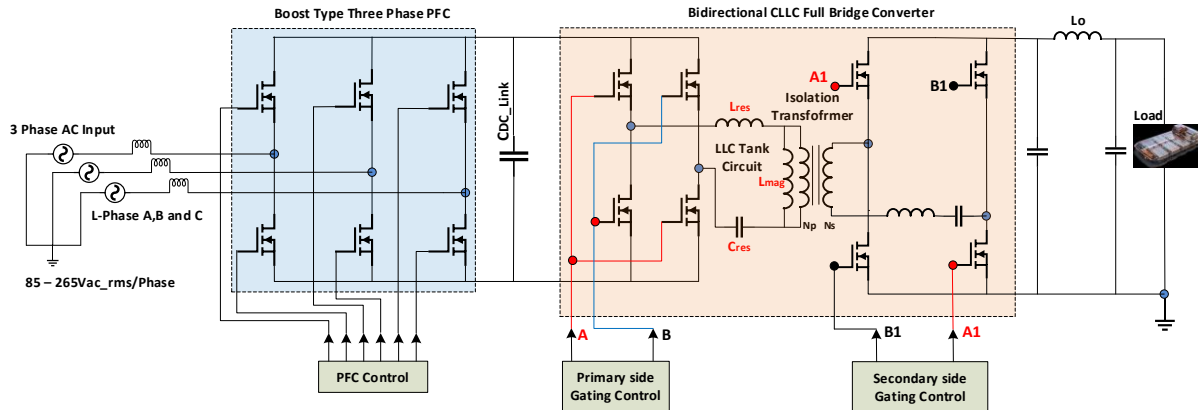 Boost Type Three Phase PFC
Bidirectional CLLC Full Bridge Converter
Lo
CDC_Link
A1
B1
Lres
Isolation
Transfofrmer
Load
3 Phase AC Input
LLC Tank
Circuit
Lmag
L-Phase A,B and C
Np
Ns
Cres
85 – 265Vac_rms/Phase
A
B
B1
A1
PFC Control
Primary side
Gating Control
Secondary side
Gating Control